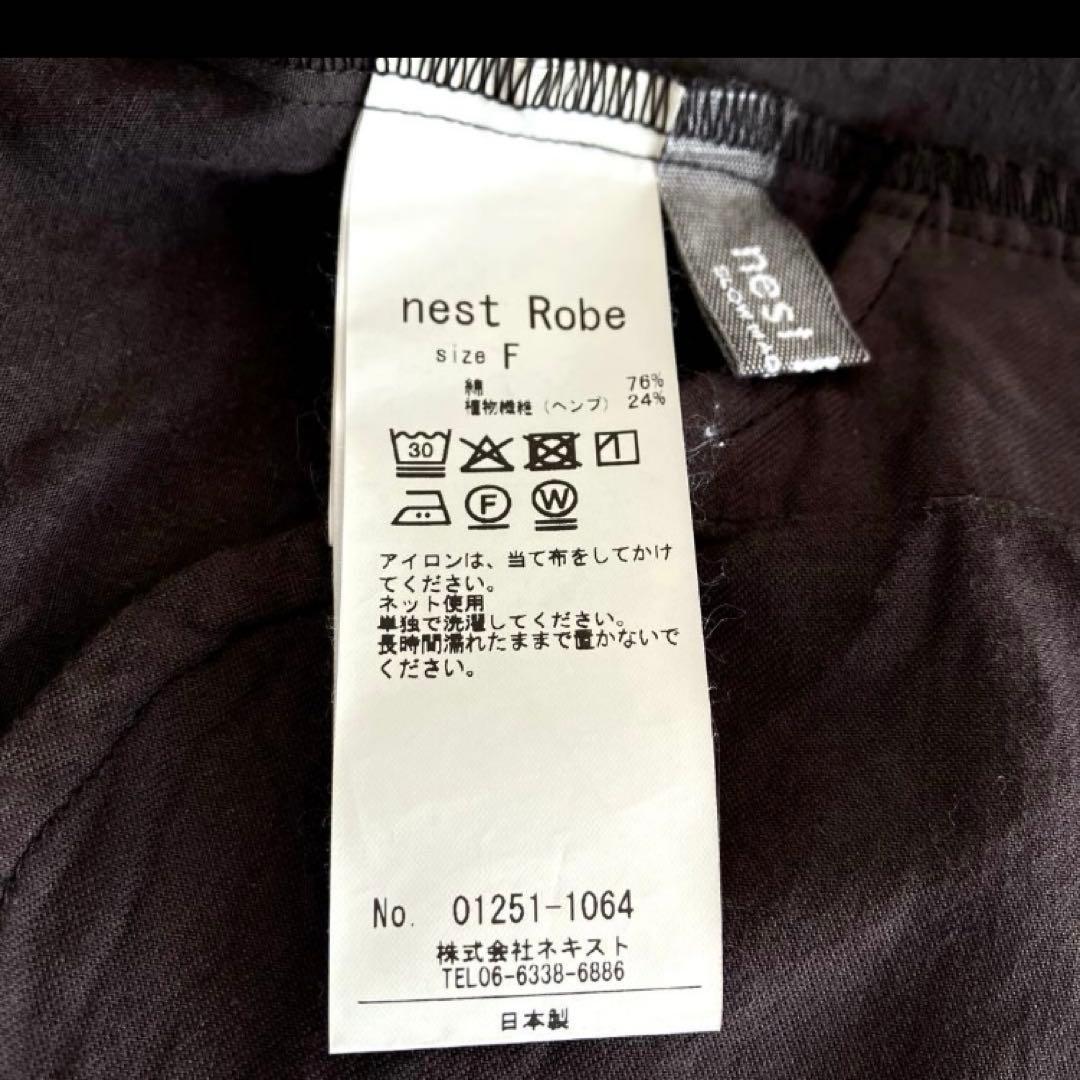 nest Robe
size F
綿 76%
植物繊維（ヘンプ） 24%
30
1
F
W
アイロンは、当て布をしてかけ
てください。
ネット使用
単独で洗濯してください。
長時間濡れたままで置かないで
ください。
No. 01251-1064
株式会社ネキスト
TEL06-6338-6886
日本製
nest
SLOW MAD